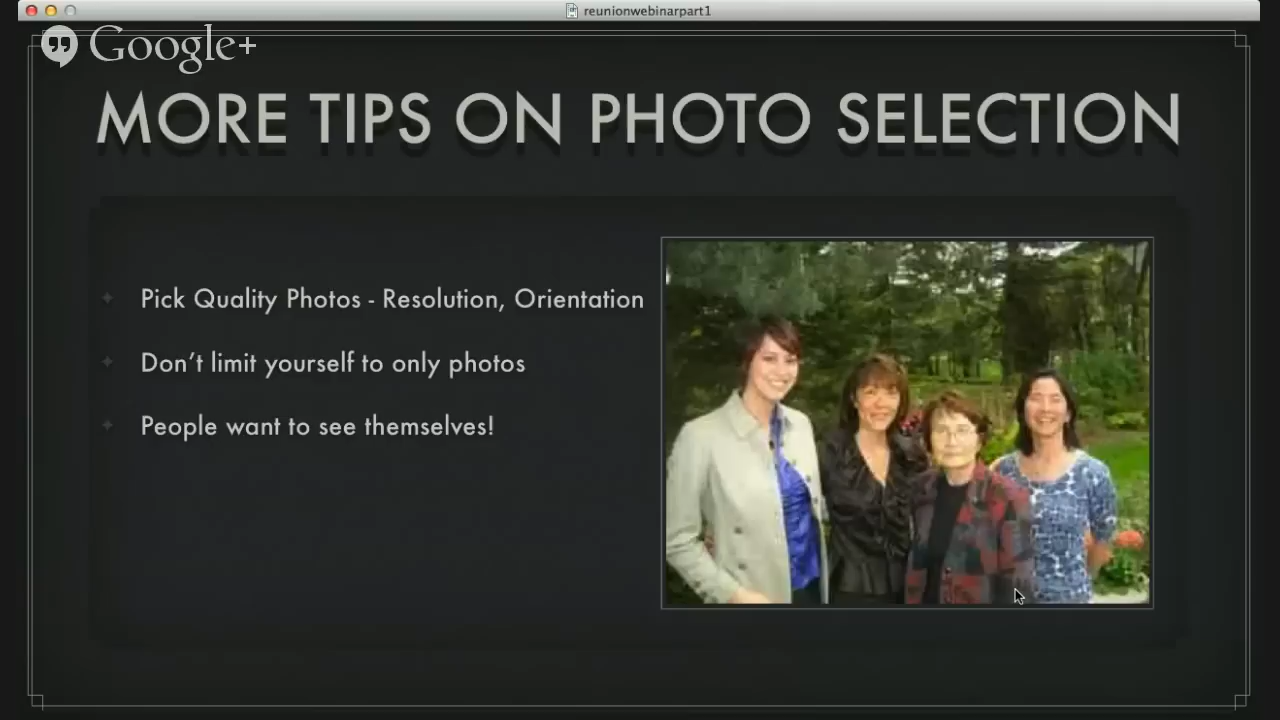 reunionwebinarpart1
Google+
MORE TIPS ON PHOTO SELECTION
Pick Quality Photos - Resolution, Orientation
Don't limit yourself to only photos
People want to see themselves!